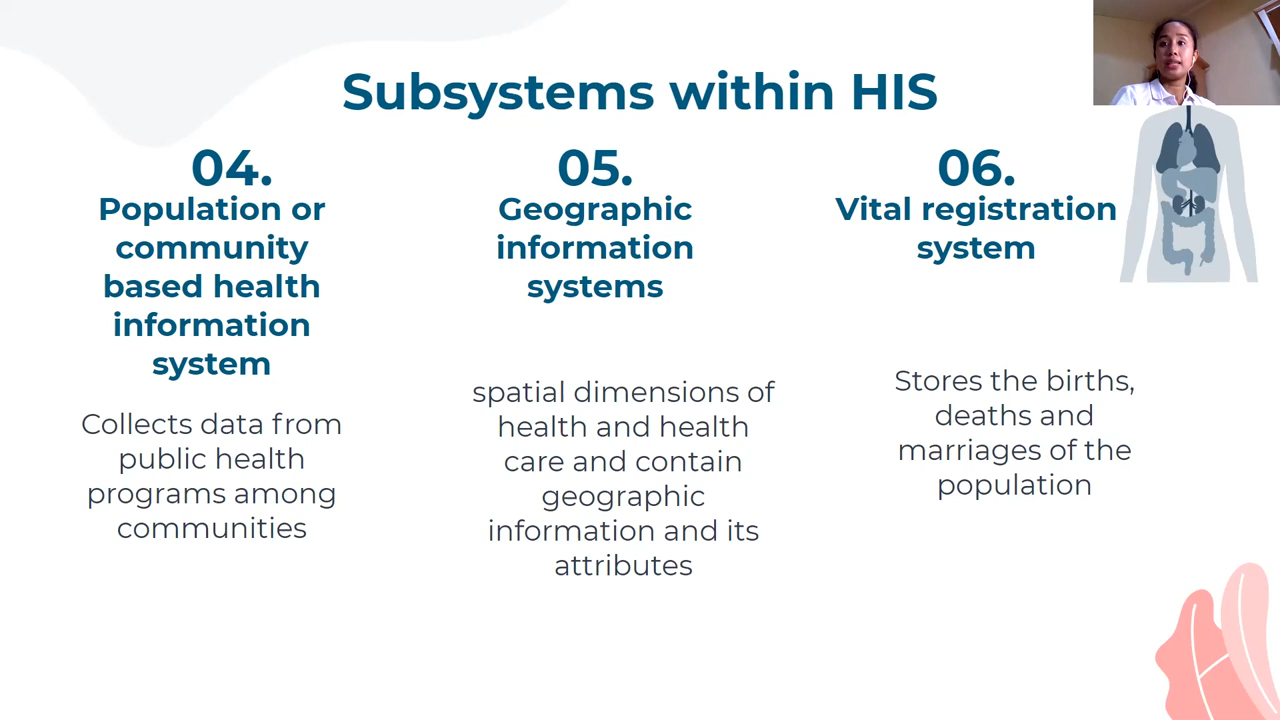 Subsystems within HIS
04.
Population or
community
based health
information
system
Collects data from
public health
programs among
communities
05.
Geographic
information
systems
spatial dimensions of
health and health
care and contain
geographic
information and its
attributes
06.
Vital registration
system
Stores the births,
deaths and
marriages of the
population